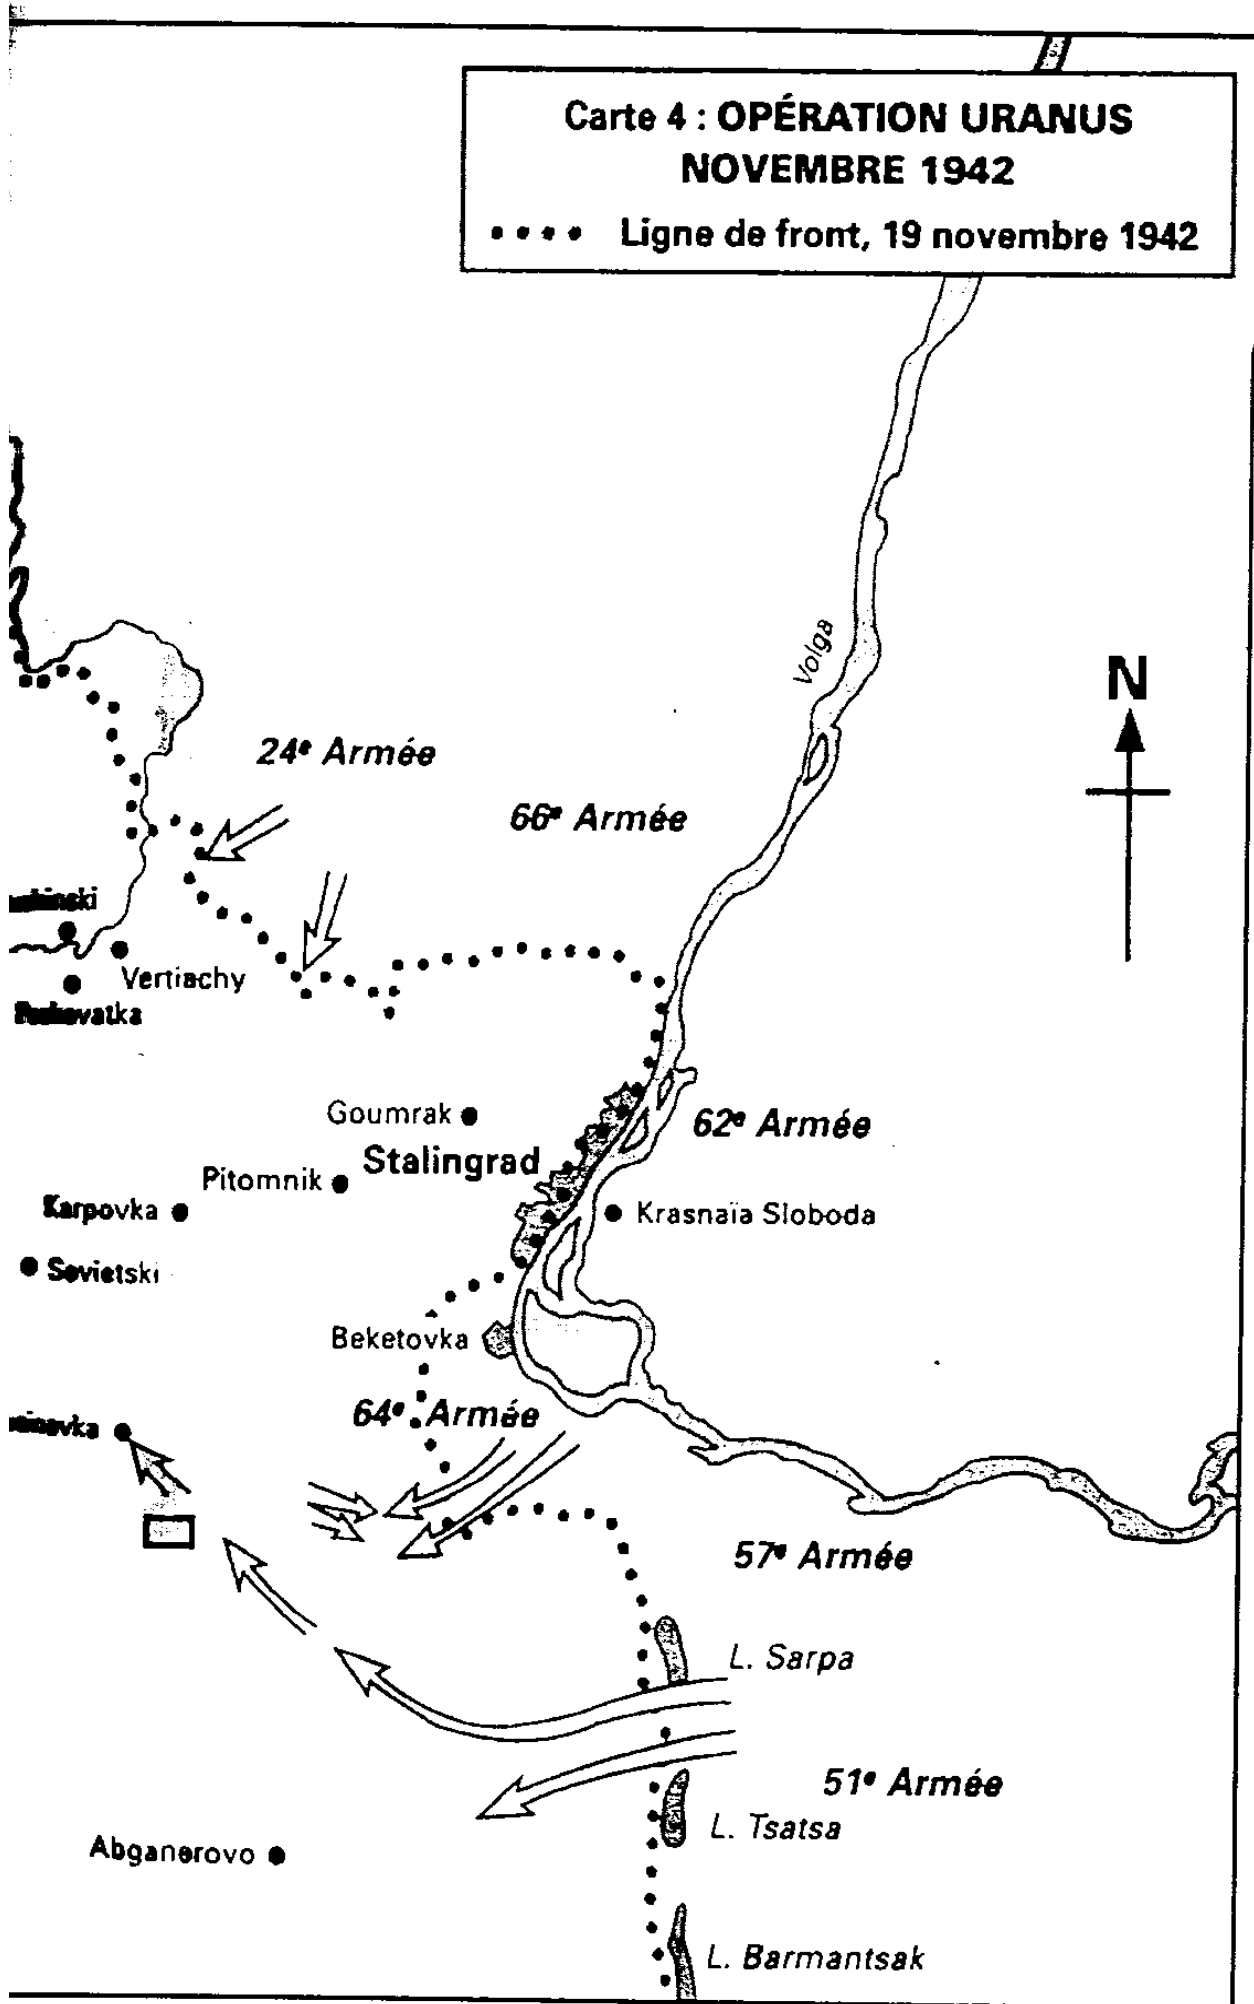 Carte 4 : OPÉRATION URANUS
NOVEMBRE 1942
Ligne de front, 19 novembre 1942
Volga
N
24e Armée
66e Armée
Vertiachy
Goumrak
62e Armée
Stalingrad
Pitomnik
Karpovka
Krasnaïa Sloboda
Sovietski
Beketovka
64e Armée
57e Armée
L. Sarpa
51e Armée
L. Tsatsa
Abganerovo
L. Barmantsak